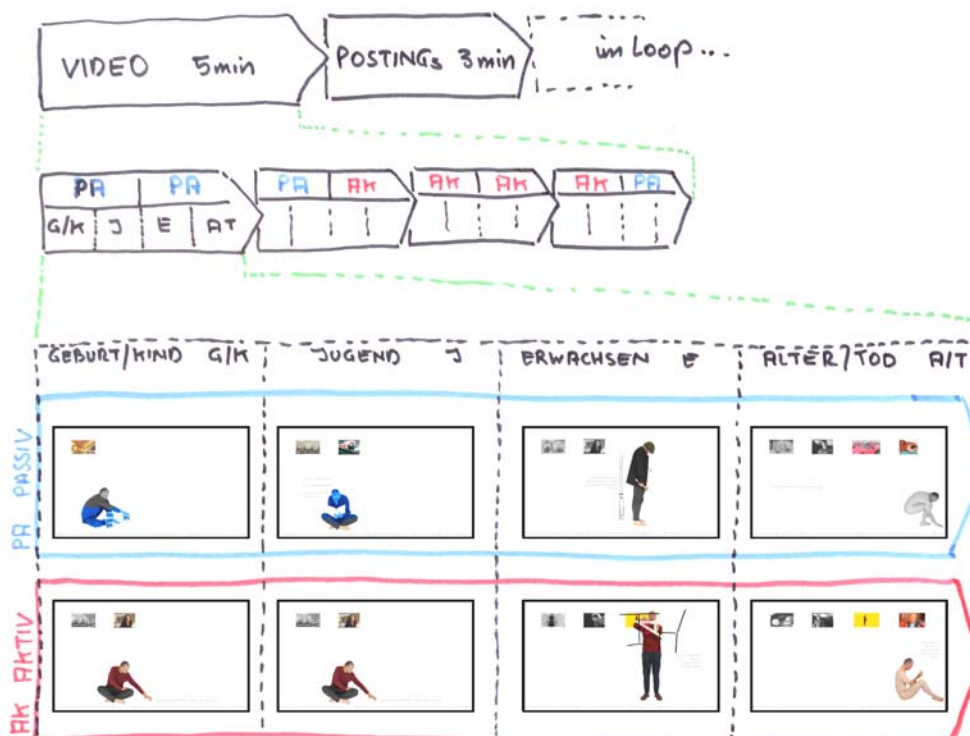 VIDEO 5min POSTINGs 3min im Loop...
PA PA PA AK AK AK AK PA
G/K J E AT
GEBURT/KIND G/K JUGEND J ERWACHSEN E ALTER/TOD A/T
PA PASSIV
AK AKTIV